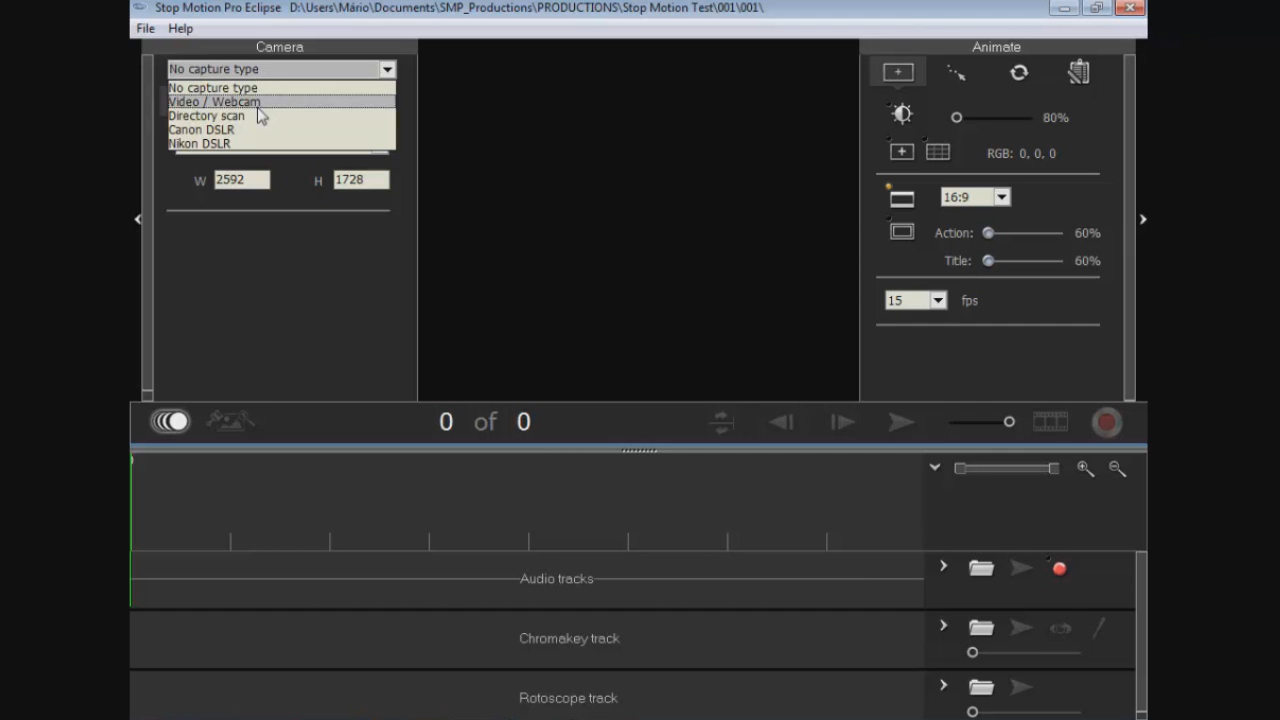 Stop Motion Pro Eclipse D:\Users\Mário\Documents\SMP_Productions\PRODUCTIONS\Stop Motion Test\001\001\
File Help
Camera
Animate
No capture type
No capture type
Video / Webcam
Directory scan
Canon DSLR
Nikon DSLR
W 2592 H 1728
80%
RGB: 0, 0, 0
16:9
Action: 60%
Title: 60%
15 fps
0 of 0
Audio tracks
Chromakey track
Rotoscope track